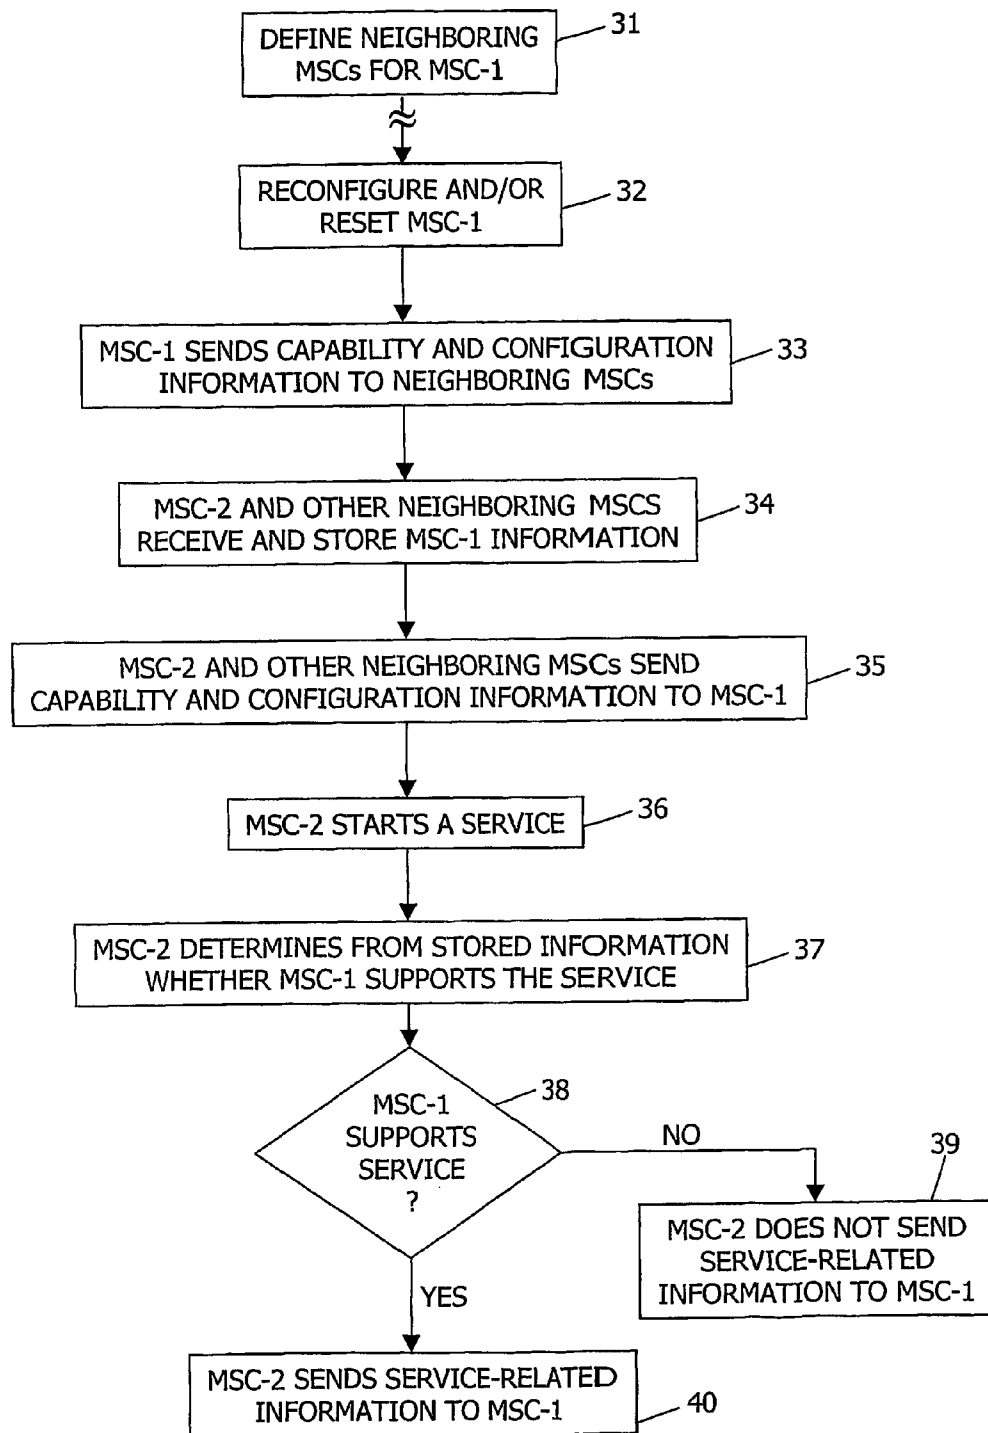 DEFINE NEIGHBORING
MSCs FOR MSC-1
31
RECONFIGURE AND/OR
RESET MSC-1
32
MSC-1 SENDS CAPABILITY AND CONFIGURATION
INFORMATION TO NEIGHBORING MSCs
33
MSC-2 AND OTHER NEIGHBORING MSCS
RECEIVE AND STORE MSC-1 INFORMATION
34
MSC-2 AND OTHER NEIGHBORING MSCs SEND
CAPABILITY AND CONFIGURATION INFORMATION TO MSC-1
35
MSC-2 STARTS A SERVICE
36
MSC-2 DETERMINES FROM STORED INFORMATION
WHETHER MSC-1 SUPPORTS THE SERVICE
37
MSC-1
SUPPORTS
SERVICE
?
38
NO
39
MSC-2 DOES NOT SEND
SERVICE-RELATED
INFORMATION TO MSC-1
YES
MSC-2 SENDS SERVICE-RELATED
INFORMATION TO MSC-1
40